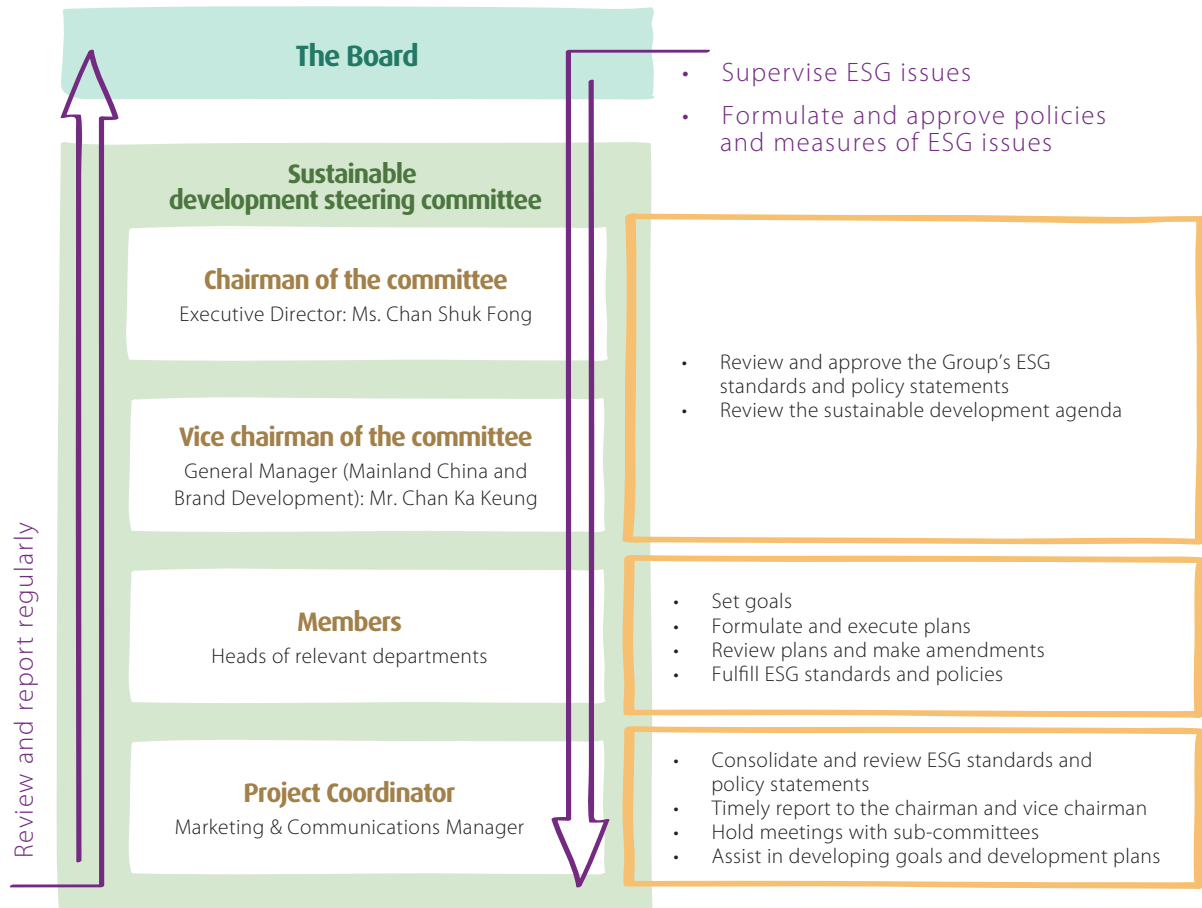 The Board
• Supervise ESG issues
• Formulate and approve policies
and measures of ESG issues
Sustainable
development steering committee
Chairman of the committee
Executive Director: Ms. Chan Shuk Fong
Vice chairman of the committee
General Manager (Mainland China and
Brand Development): Mr. Chan Ka Keung
• Review and approve the Group’s ESG
standards and policy statements
• Review the sustainable development agenda
Members
Heads of relevant departments
• Set goals
• Formulate and execute plans
• Review plans and make amendments
• Fulfill ESG standards and policies
Project Coordinator
Marketing & Communications Manager
• Consolidate and review ESG standards and
policy statements
• Timely report to the chairman and vice chairman
• Hold meetings with sub-committees
• Assist in developing goals and development plans
Review and report regularly